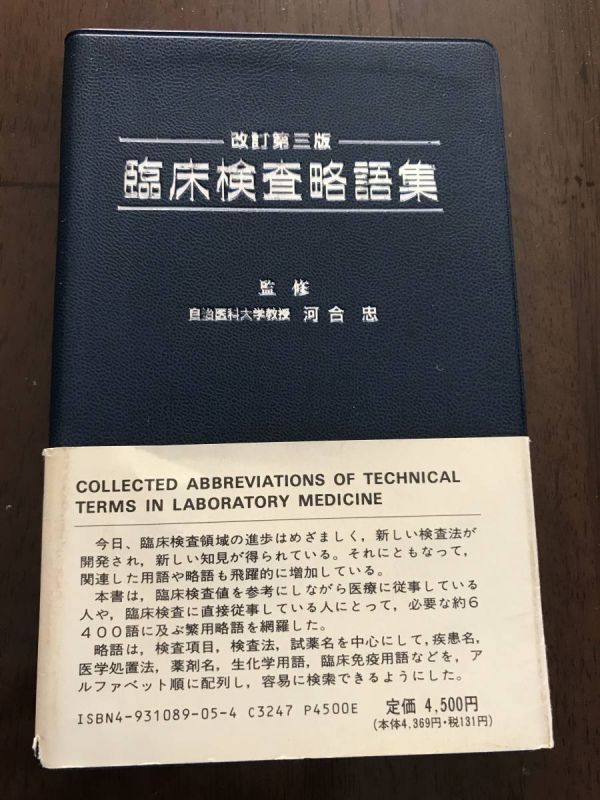 改訂第三版
臨床検査略語集
監修
自治医科大学教授 河合忠
COLLECTED ABBREVIATIONS OF TECHNICAL
TERMS IN LABORATORY MEDICINE
今日、臨床検査領域の進歩はめざましく，新しい検査法が
開発され，新しい知見が得られている。それにともなって，
関連した用語や略語も飛躍的に増加している。
本書は，臨床検査値を参考にしながら医療に従事している
人や，臨床検査に直接従事している人にとって，必要な約6
400語に及ぶ繁用略語を網羅した。
略語は，検査項目，検査法，試薬名を中心にして，疾患名，
医学処置法，薬剤名，生化学用語，臨床免疫用語などを，ア
ルファベット順に配列し，容易に検索できるようにした。
ISBN4-931089-05-4 C3247 P4500E
定価 4,500円
(本体4,369円・税131円)